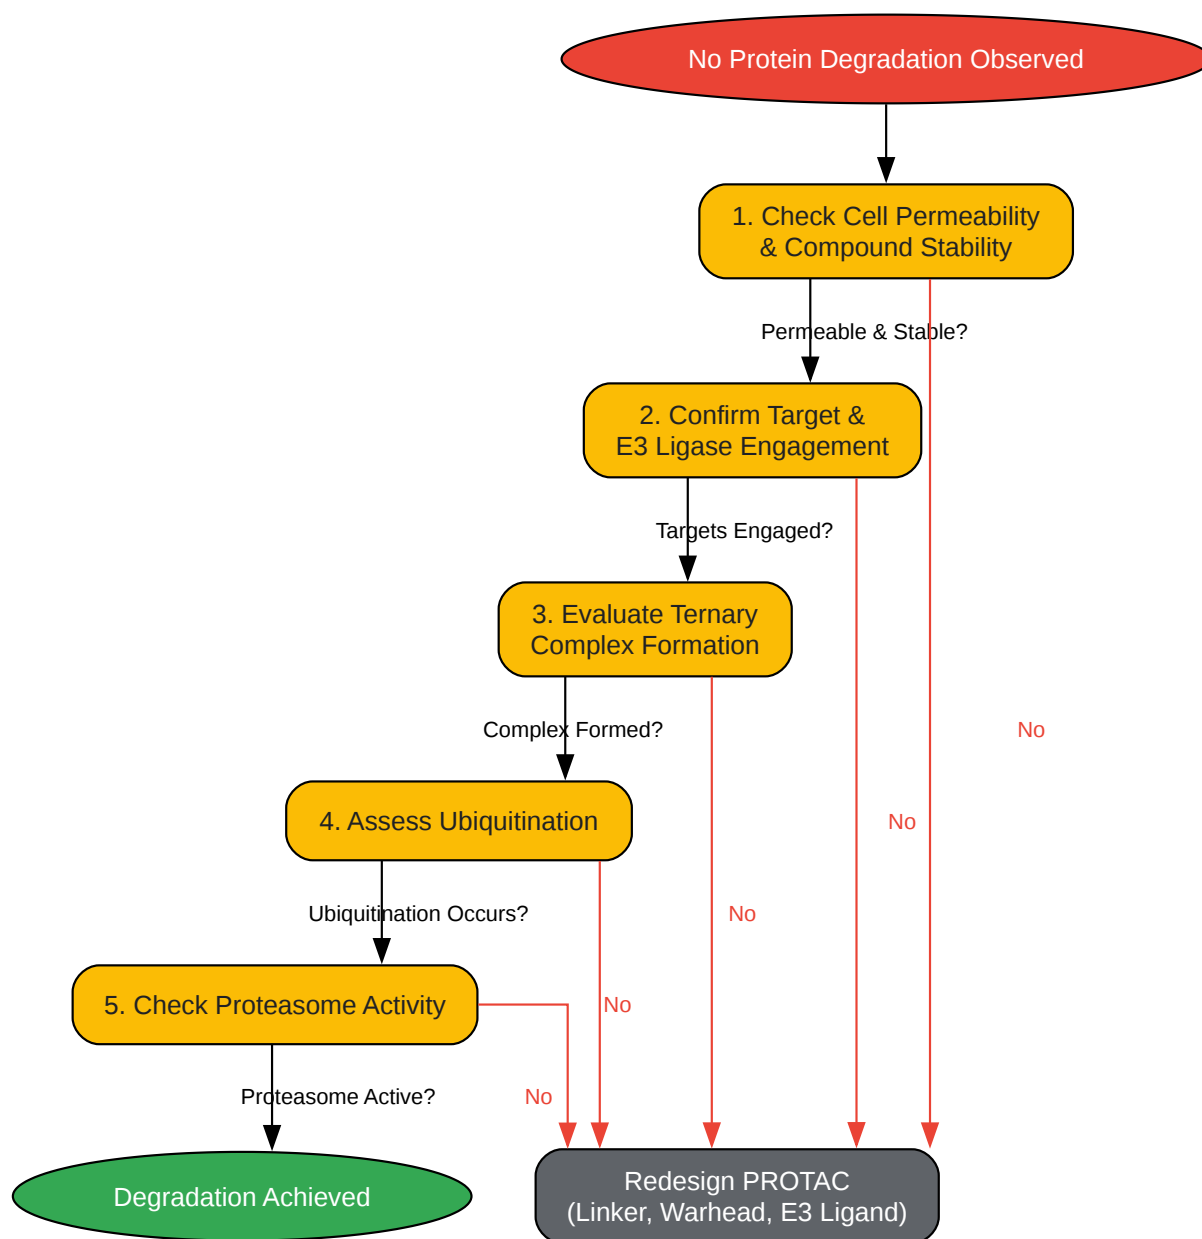 No Protein Degradation Observed
1. Check Cell Permeability
& Compound Stability
Permeable & Stable?
2. Confirm Target &
E3 Ligase Engagement
Targets Engaged?
3. Evaluate Ternary
Complex Formation
Complex Formed?
No
4. Assess Ubiquitination
No
Ubiquitination Occurs?
No
5. Check Proteasome Activity
No
Proteasome Active?
No
Degradation Achieved
Redesign PROTAC
(Linker, Warhead, E3 Ligand)